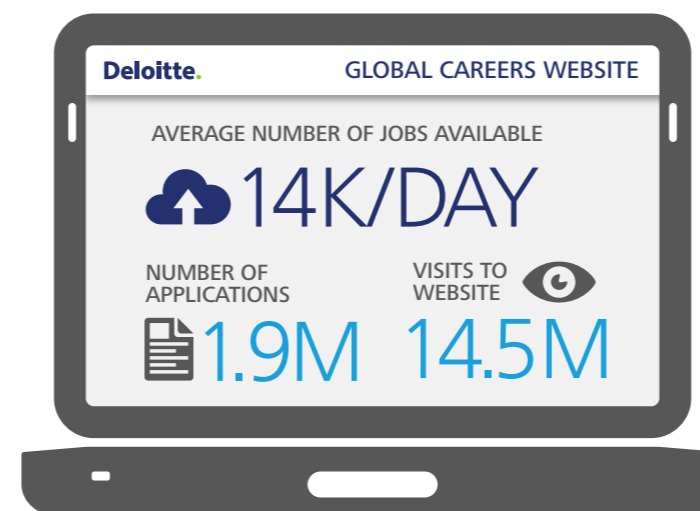 Deloitte.
GLOBAL CAREERS WEBSITE
AVERAGE NUMBER OF JOBS AVAILABLE
14K/DAY
NUMBER OF
APPLICATIONS
1.9M
VISITS TO
WEBSITE
14.5M